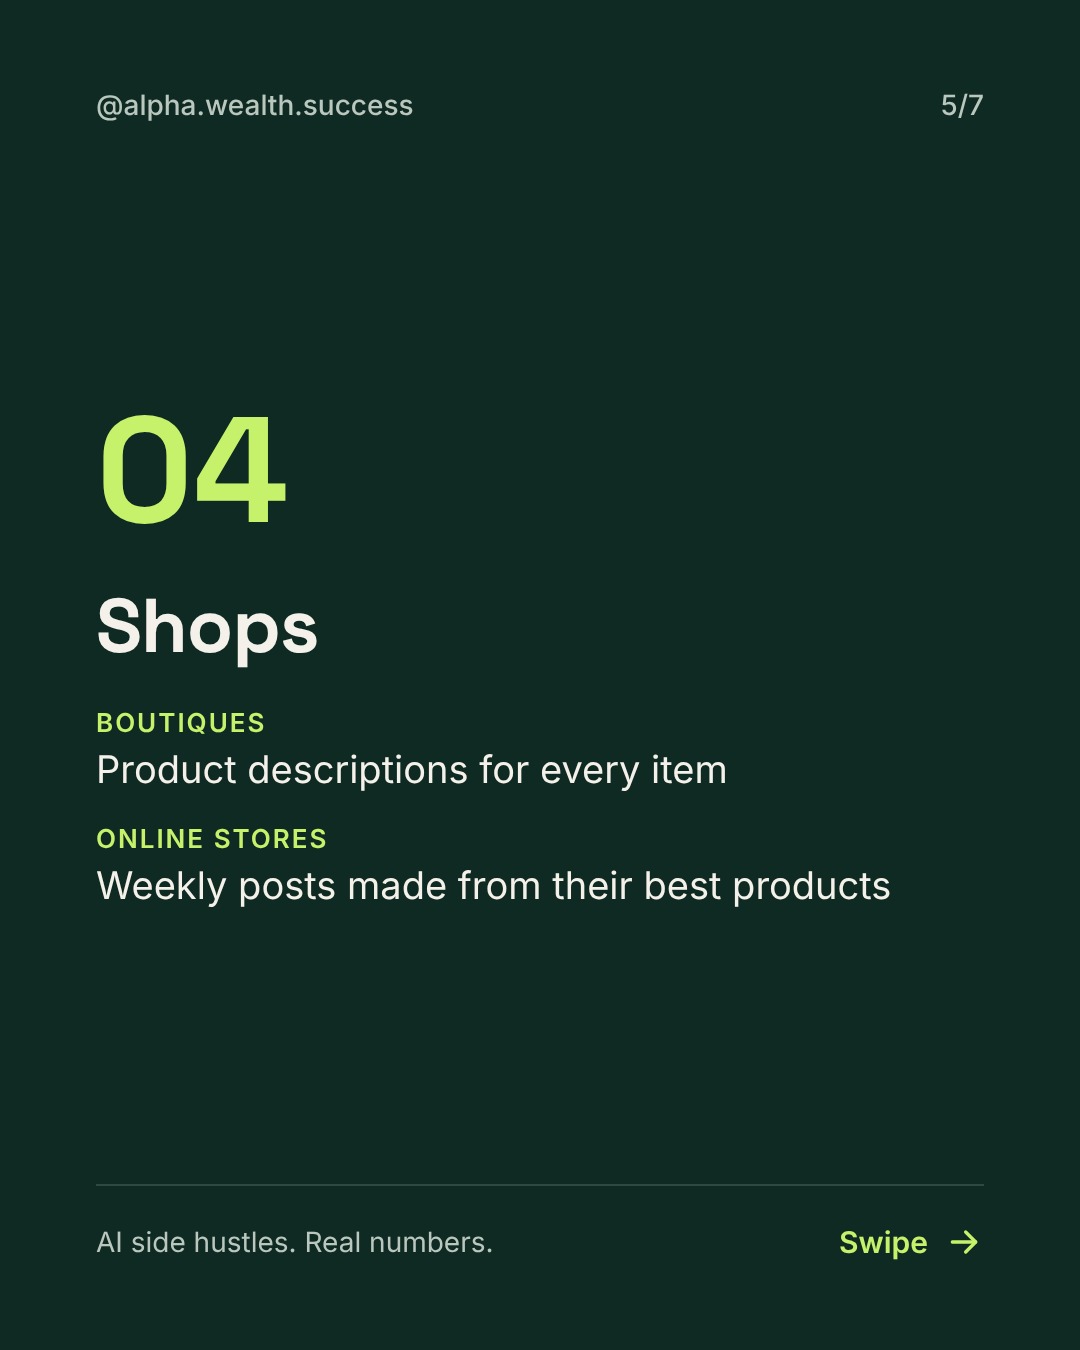 @alpha.wealth.success
5/7
04
Shops
BOUTIQUES
Product descriptions for every item
ONLINE STORES
Weekly posts made from their best products
AI side hustles. Real numbers.
Swipe →